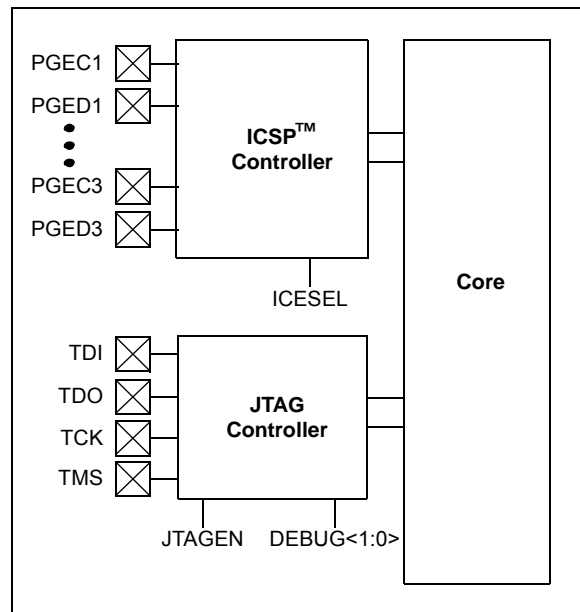 PGEC1
PGED1
PGEC3
PGED3
ICSP™
Controller
ICESEL
Core
TDI
TDO
TCK
TMS
JTAG
Controller
JTAGEN
DEBUG<1:0>